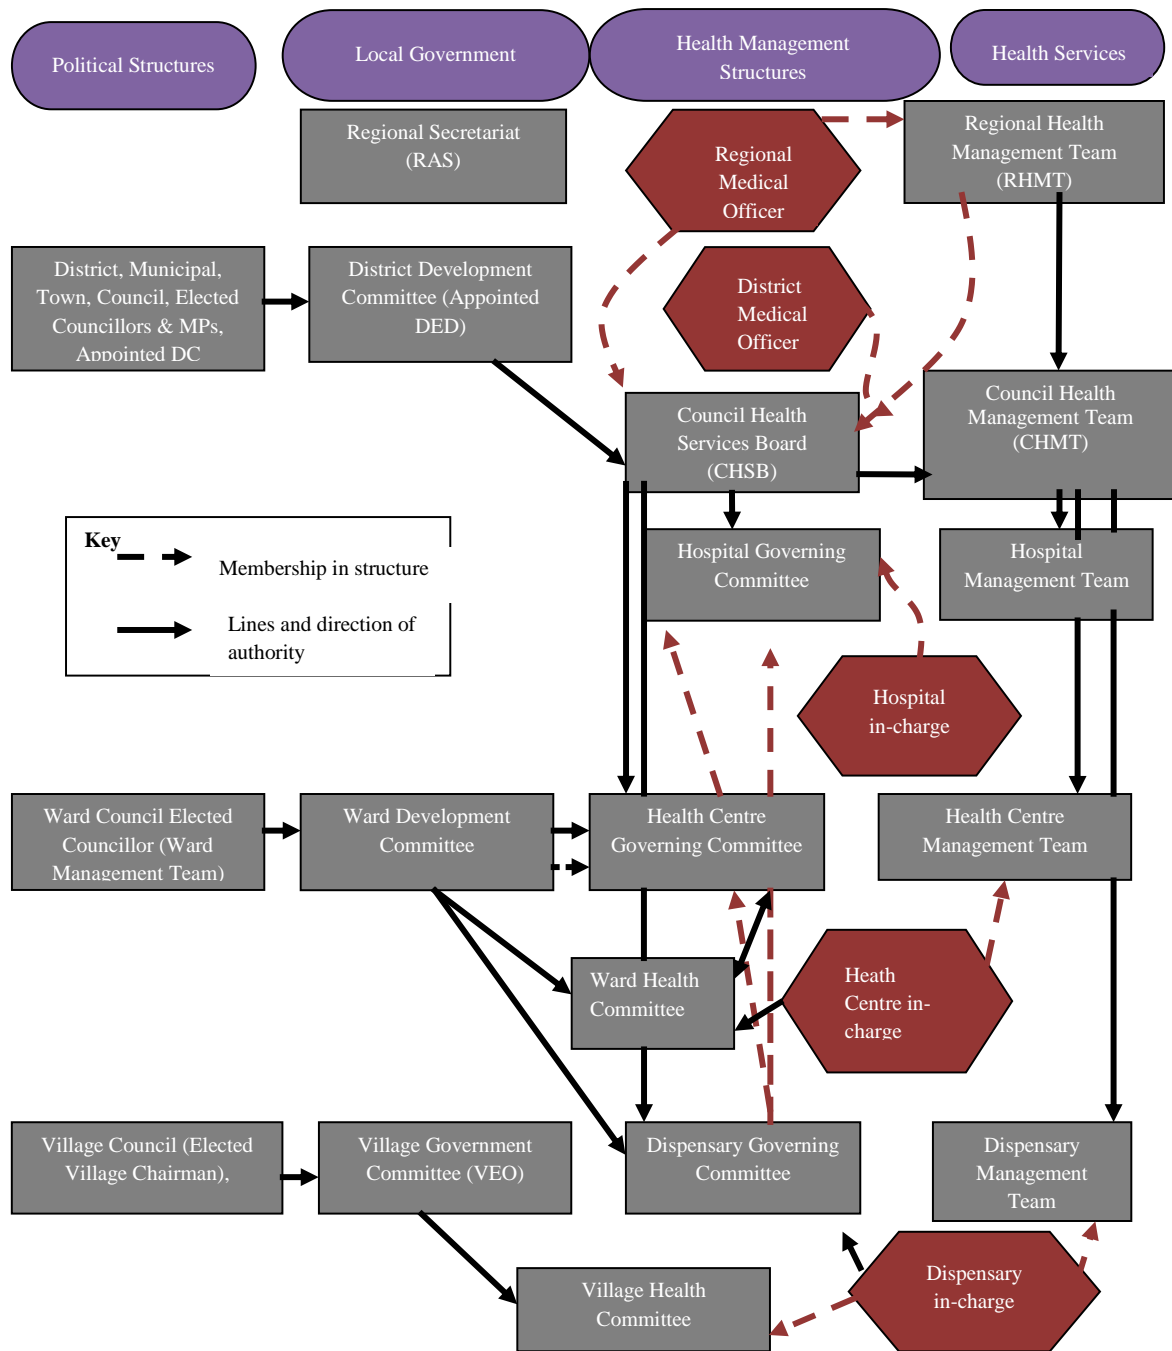 Political Structures
Local Government
Health Management
Structures
Health Services
Regional Secretariat
(RAS)
Regional
Medical
Officer
Regional Health
Management Team
(RHMT)
District, Municipal,
Town, Council, Elected
Councillors & MPs,
Appointed DC
District Development
Committee (Appointed
DED)
District
Medical
Officer
Council Health
Services Board
(CHSB)
Council Health
Management Team
(CHMT)
Key
Membership in structure
Lines and direction of
authority
Hospital Governing
Committee
Hospital
Management Team
Hospital
in-charge
Ward Council Elected
Councillor (Ward
Management Team)
Ward Development
Committee
Health Centre
Governing Committee
Health Centre
Management Team
Ward Health
Committee
Heath
Centre in-
charge
Village Council (Elected
Village Chairman),
Village Government
Committee (VEO)
Dispensary Governing
Committee
Dispensary
Management
Team
Village Health
Committee
Dispensary
in-charge